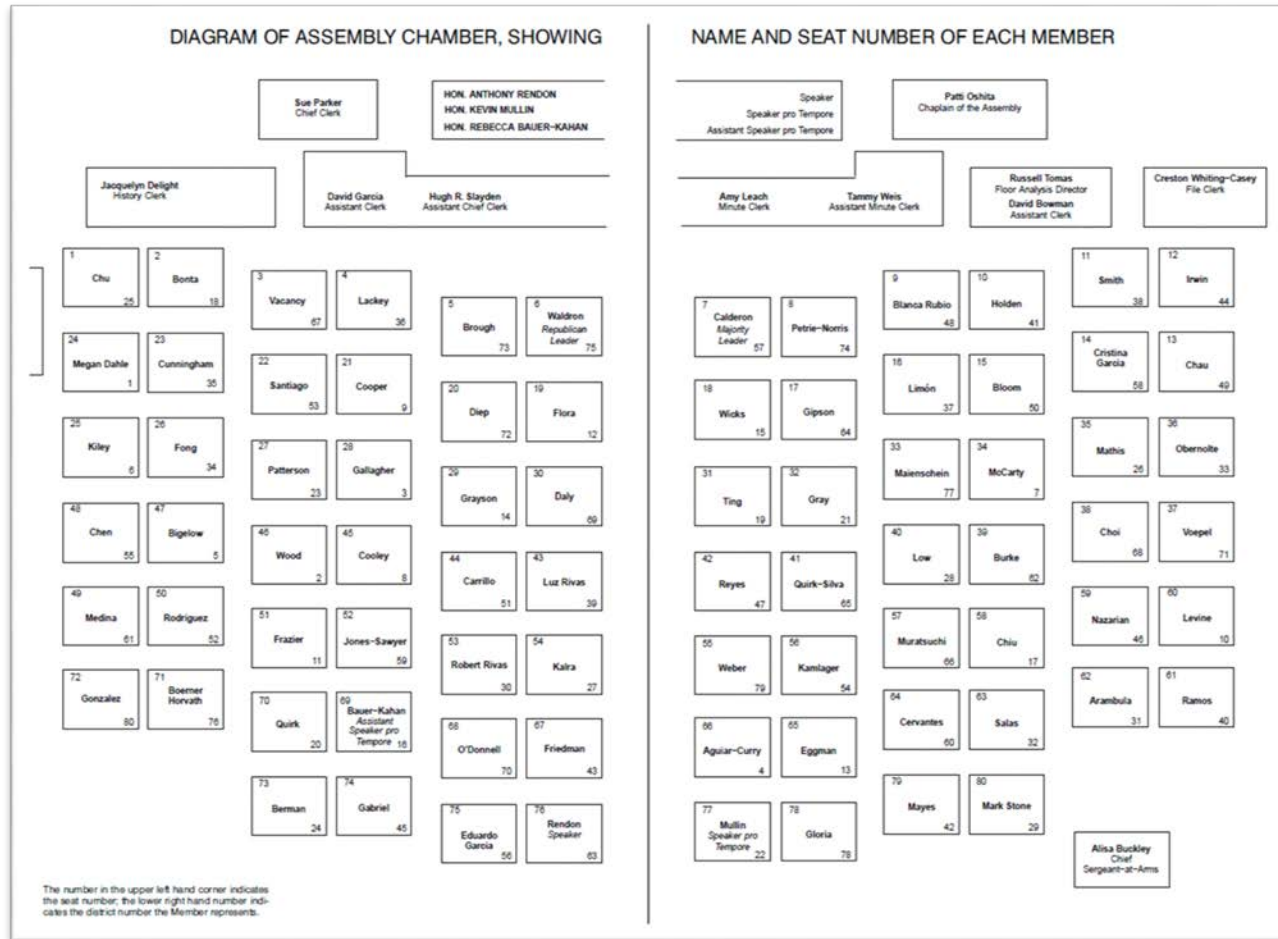 DIAGRAM OF ASSEMBLY CHAMBER, SHOWING
NAME AND SEAT NUMBER OF EACH MEMBER
Sue Parker
Chief Clerk
HON. ANTHONY RENDON
HON. KEVIN MULLIN
HON. REBECCA BAUER-KAHAN
Speaker
Speaker pro Tempore
Assistant Speaker pro Tempore
Patti Oshita
Chaplain of the Assembly
Jacquelyn Delight
History Clerk
David Garcia
Assistant Clerk
Hugh R. Slayden
Assistant Chief Clerk
Amy Leach
Minute Clerk
Tammy Weis
Assistant Minute Clerk
Russell Tomas
Floor Analysis Director
David Bowman
Assistant Clerk
Creston Whiting-Casey
File Clerk
1
Chu
25
2
Bonta
18
3
Vacancy
67
4
Lackey
36
5
Brough
73
6
Waldron
Republican
Leader
75
7
Calderon
Majority
Leader
57
8
Petrie-Norris
74
9
Blanca Rubio
48
10
Holden
41
11
Smith
38
12
Irwin
44
24
Megan Dahle
1
23
Cunningham
35
22
Santiago
53
21
Cooper
9
20
Diep
72
19
Flora
12
18
Wicks
15
17
Gipson
64
16
Limón
37
15
Bloom
50
14
Cristina
Garcia
58
13
Chau
49
25
Kiley
6
26
Fong
34
27
Patterson
23
28
Gallagher
3
29
Grayson
14
30
Daly
69
31
Ting
19
32
Gray
21
33
Maienschein
77
34
McCarty
7
35
Mathis
26
36
Obernolte
33
48
Chen
55
47
Bigelow
5
46
Wood
2
45
Cooley
8
44
Carrillo
51
43
Luz Rivas
39
42
Reyes
47
41
Quirk-Silva
65
40
Low
28
39
Burke
62
38
Choi
68
37
Voepel
71
49
Medina
61
50
Rodriguez
52
51
Frazier
11
52
Jones-Sawyer
59
53
Robert Rivas
30
54
Kalra
27
55
Weber
79
56
Kamlager
54
57
Muratsuchi
66
58
Chiu
17
59
Nazarian
46
60
Levine
10
72
Gonzalez
80
71
Boerner
Horvath
76
70
Quirk
20
69
Bauer-Kahan
Assistant
Speaker pro
Tempore 16
68
O'Donnell
70
67
Friedman
43
66
Aguiar-Curry
4
65
Eggman
13
64
Cervantes
60
63
Salas
32
62
Arambula
31
61
Ramos
40
73
Berman
24
74
Gabriel
45
75
Eduardo
Garcia
56
76
Rendon
Speaker
63
77
Mullin
Speaker pro
Tempore 22
78
Gloria
78
79
Mayes
42
80
Mark Stone
29
Alisa Buckley
Chief
Sergeant-at-Arms
The number in the upper left hand corner indicates
the seat number; the lower right hand number indi-
cates the district number the Member represents.